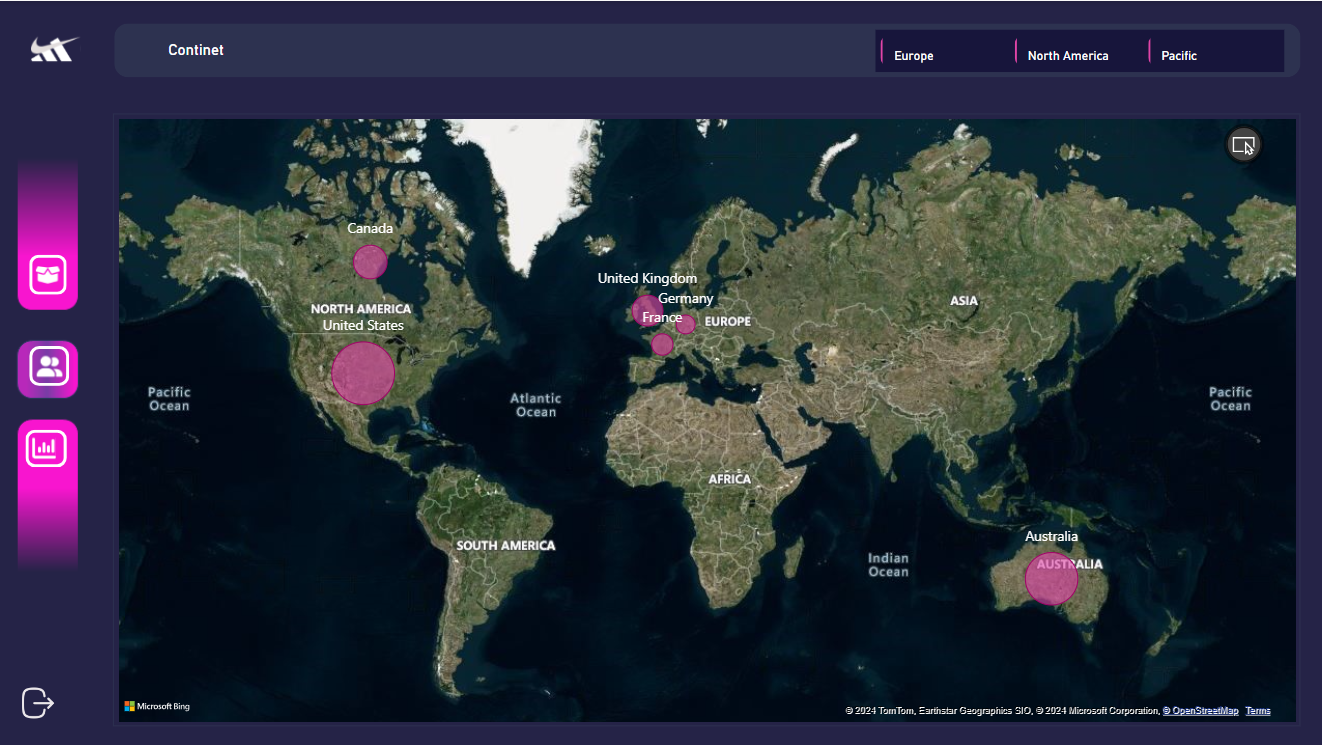 Continet
Europe
North America
Pacific
Canada
United Kingdom
Germany
NORTH AMERICA
ASIA
France
EUROPE
United States
Pacific
Ocean
Atlantic
Ocean
Pacific
Ocean
AFRICA
Australia
SOUTH AMERICA
Indian
Ocean
AUSTRALIA
Microsoft Bing
© 2024 TomTom, Earthstar Geographics SIO, © 2024 Microsoft Corporation, © OpenStreetMap Terms